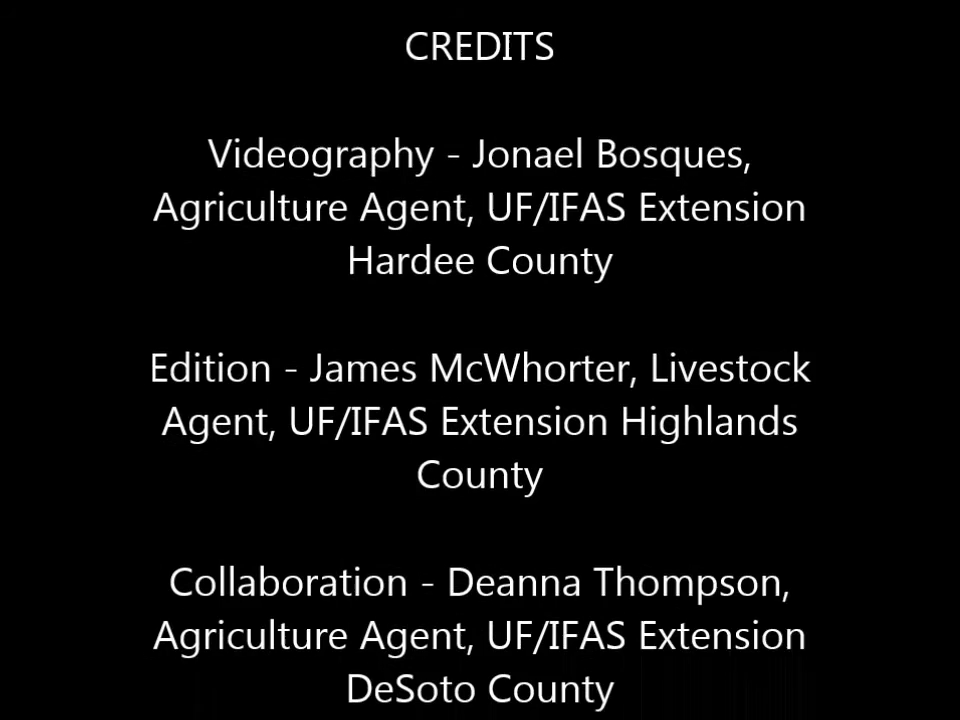 CREDITS
Videography - Jonael Bosques,
Agriculture Agent, UF/IFAS Extension
Hardee County
Edition - James McWhorter, Livestock
Agent, UF/IFAS Extension Highlands
County
Collaboration - Deanna Thompson,
Agriculture Agent, UF/IFAS Extension
DeSoto County